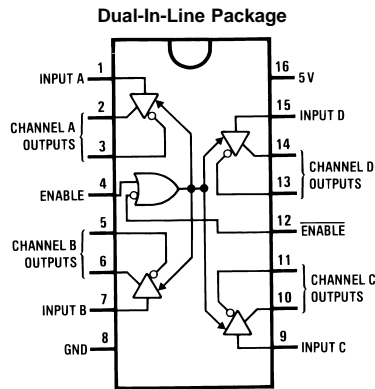 Dual-In-Line Package
1
INPUT A
2
CHANNEL A
OUTPUTS
3
4
ENABLE
5
CHANNEL B
OUTPUTS
6
7
INPUT B
8
GND
16
5 V
15
INPUT D
14
CHANNEL D
OUTPUTS
13
12
ENABLE
11
CHANNEL C
OUTPUTS
10
9
INPUT C